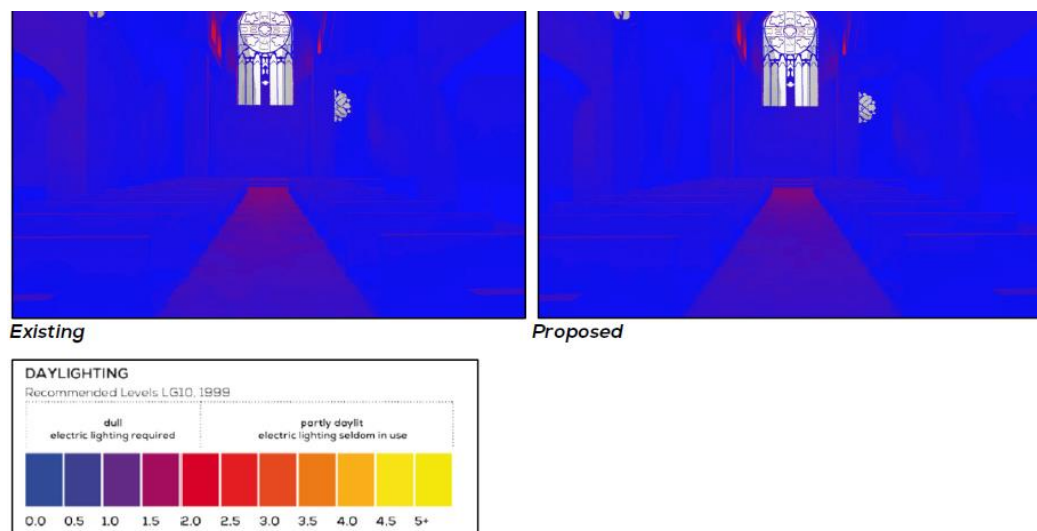 Existing
Proposed
DAYLIGHTING
Recommended Levels LG10, 1999
dull
electric lighting required
partly daylit
electric lighting seldom in use
0.0 0.5 1.0 1.5 2.0 2.5 3.0 3.5 4.0 4.5 5+